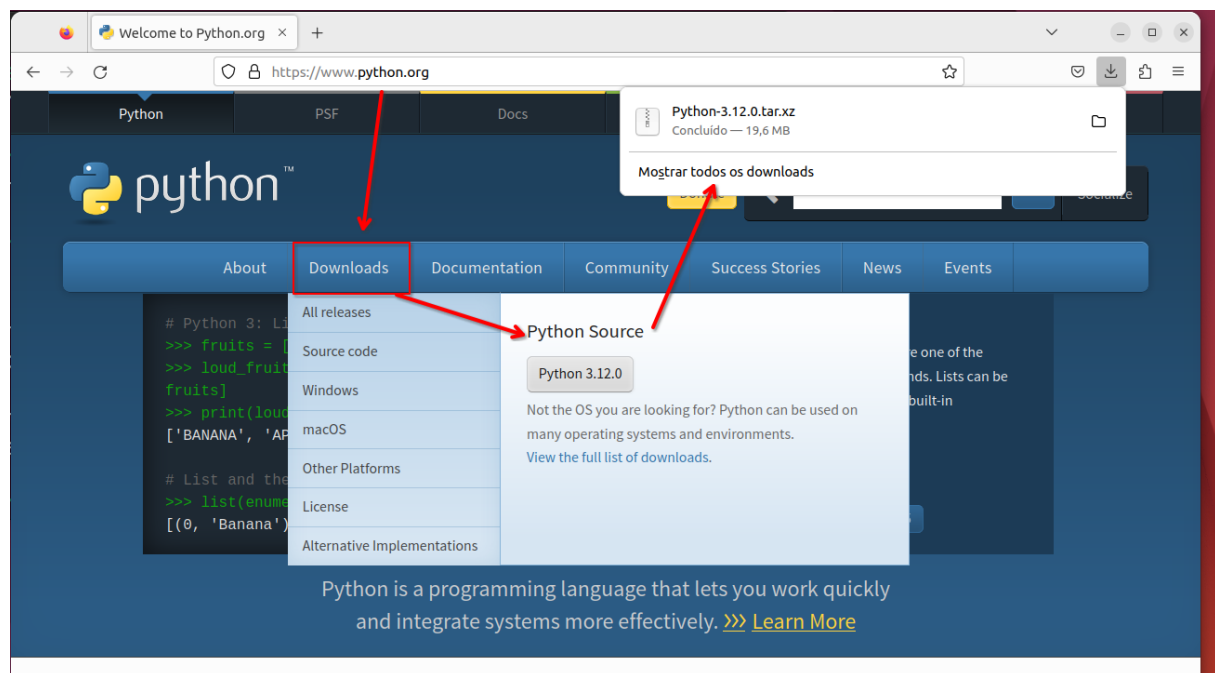 Welcome to Python.org
https://www.python.org
Python-3.12.0.tar.xz
Concluído — 19,6 MB
Mostrar todos os downloads
Python
PSF
Docs
python™
Socialize
About
Downloads
Documentation
Community
Success Stories
News
Events
All releases
Source code
Windows
macOS
Other Platforms
License
Alternative Implementations
Python Source
Python 3.12.0
Not the OS you are looking for? Python can be used on
many operating systems and environments.
View the full list of downloads.
# Python 3: Li
>>> fruits = [
>>> loud_fruit
fruits]
>>> print(loud
['BANANA', 'AP
# List and the
>>> list(enume
[(0, 'Banana')
e one of the
nds. Lists can be
built-in
Python is a programming language that lets you work quickly
and integrate systems more effectively. >>> Learn More